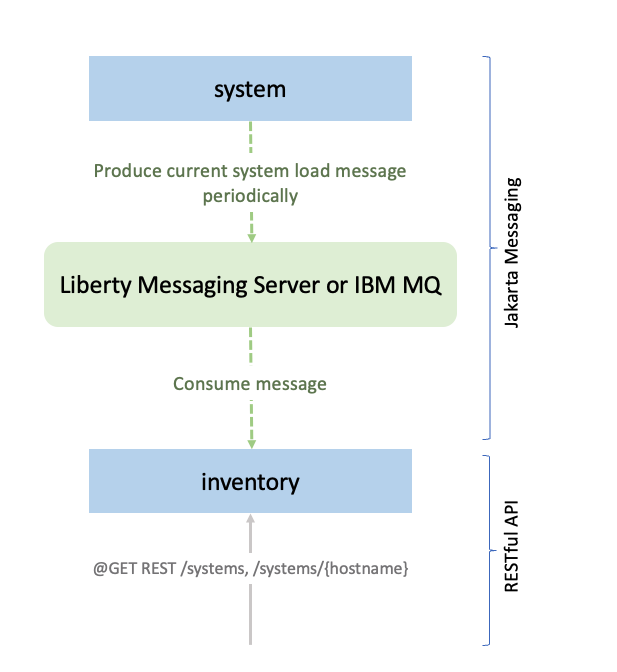 system
Produce current system load message
periodically
Liberty Messaging Server or IBM MQ
Consume message
Jakarta Messaging
inventory
@GET REST /systems, /systems/{hostname}
RESTful API